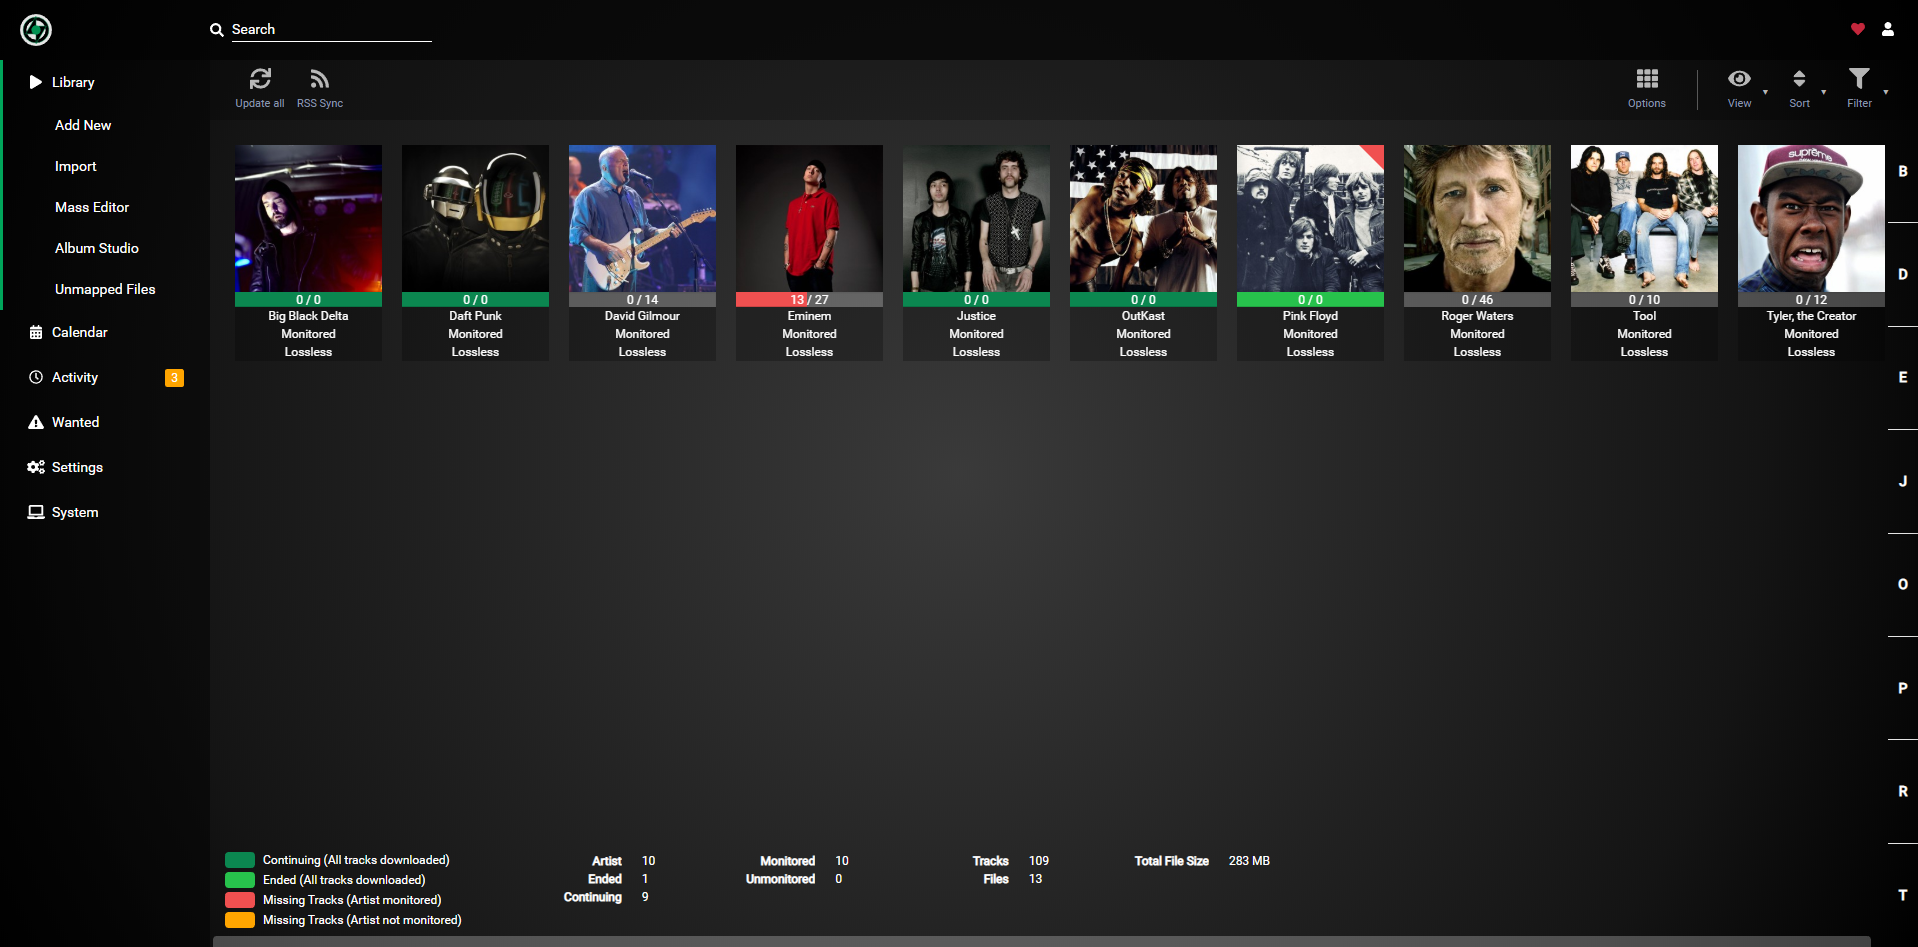 Search
Library
Add New
Import
Mass Editor
Album Studio
Unmapped Files
Calendar
Activity
3
Wanted
Settings
System
Update all
RSS Sync
Options
View
Sort
Filter
suprême
0 / 0
Big Black Delta
Monitored
Lossless
0 / 0
Daft Punk
Monitored
Lossless
0 / 14
David Gilmour
Monitored
Lossless
13 / 27
Eminem
Monitored
Lossless
0 / 0
Justice
Monitored
Lossless
0 / 0
OutKast
Monitored
Lossless
0 / 0
Pink Floyd
Monitored
Lossless
0 / 46
Roger Waters
Monitored
Lossless
0 / 10
Tool
Monitored
Lossless
0 / 12
Tyler, the Creator
Monitored
Lossless
B
D
E
J
O
P
R
T
Continuing (All tracks downloaded)
Ended (All tracks downloaded)
Missing Tracks (Artist monitored)
Missing Tracks (Artist not monitored)
Artist 10
Ended 1
Continuing 9
Monitored 10
Unmonitored 0
Tracks 109
Files 13
Total File Size 283 MB